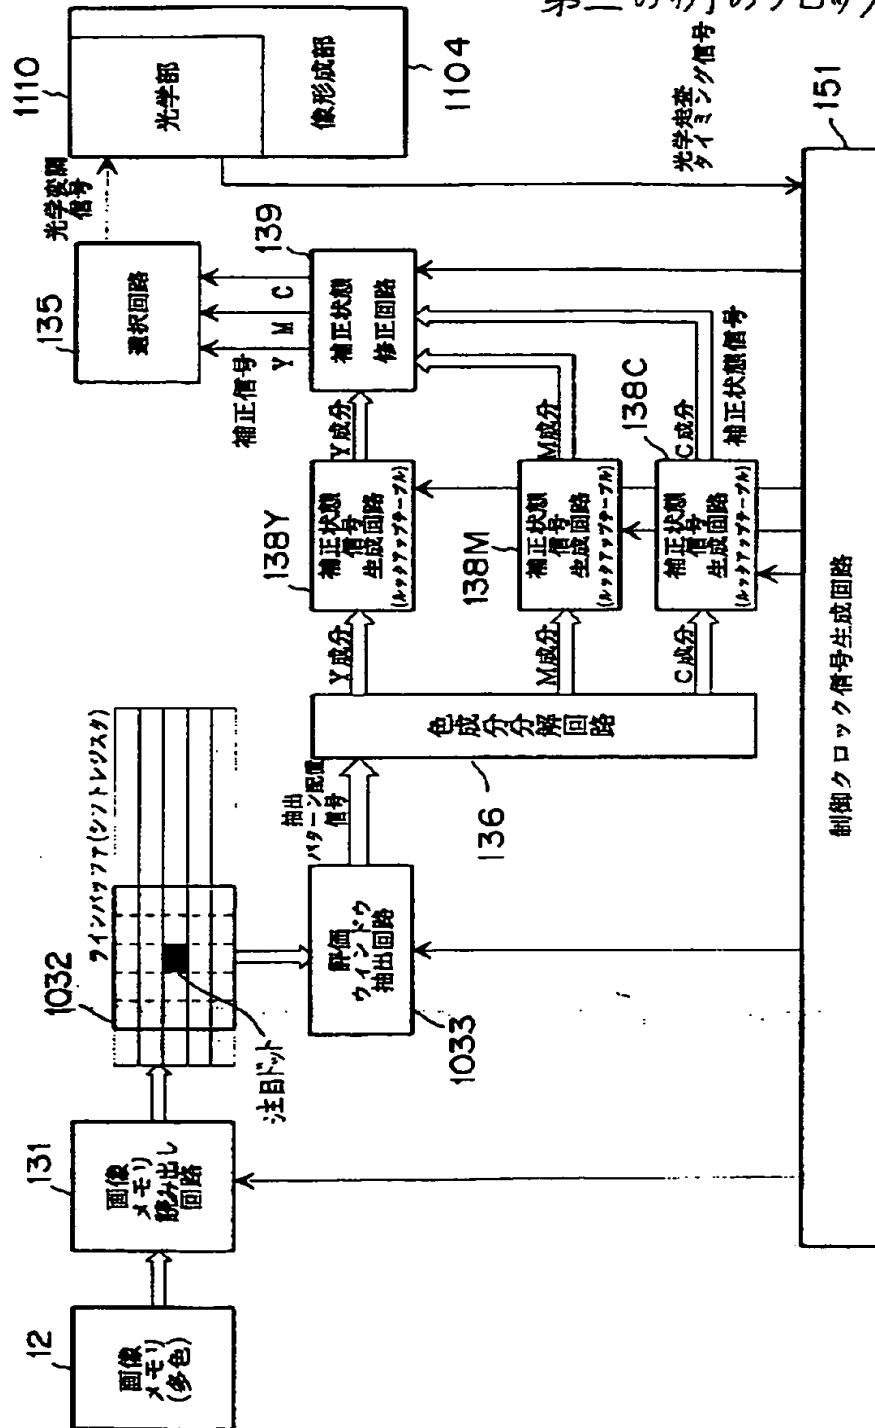 12
画像
メモリ
(多色)
131
画像
メモリ
読み出し
回路
1032
ラインバッファ(シフトレジスタ)
注目ドット
評価
ウィンドウ
抽出回路
1033
抽出
パターン配置
信号
色成分分解回路
136
Y成分
M成分
C成分
138Y
補正状態
信号
生成回路
(ルックアップテーブル)
138M
補正状態
信号
生成回路
(ルックアップテーブル)
138C
補正状態
信号
生成回路
(ルックアップテーブル)
Y成分
M成分
C成分
補正状態信号
139
補正状態
修正回路
補正信号
Y
M
C
135
選択回路
光学変調
信号
1110
光学部
像形成部
1104
光学走査
タイミング信号
151
制御クロック信号生成回路